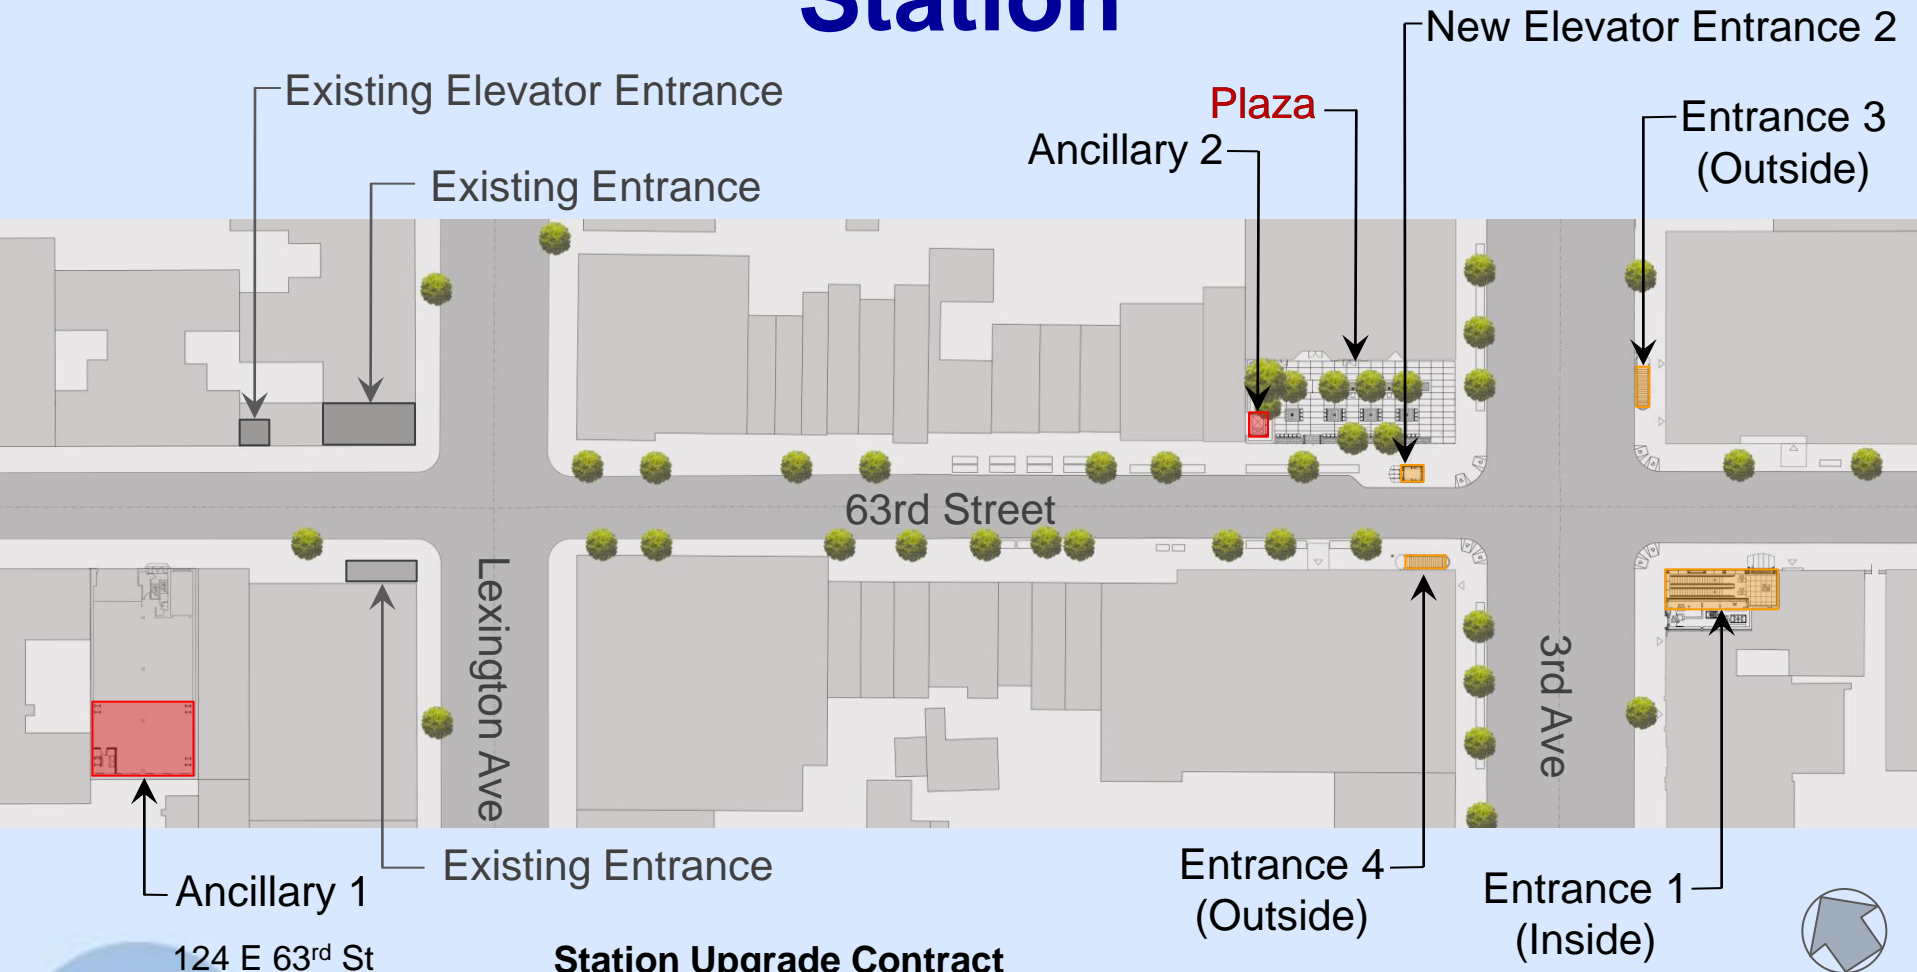 Station
New Elevator Entrance 2
Existing Elevator Entrance
Plaza
Entrance 3
(Outside)
Ancillary 2
Existing Entrance
63rd Street
Lexington Ave
3rd Ave
Existing Entrance
Entrance 4
(Outside)
Ancillary 1
Entrance 1
(Inside)
124 E 63rd St
Station Upgrade Contract